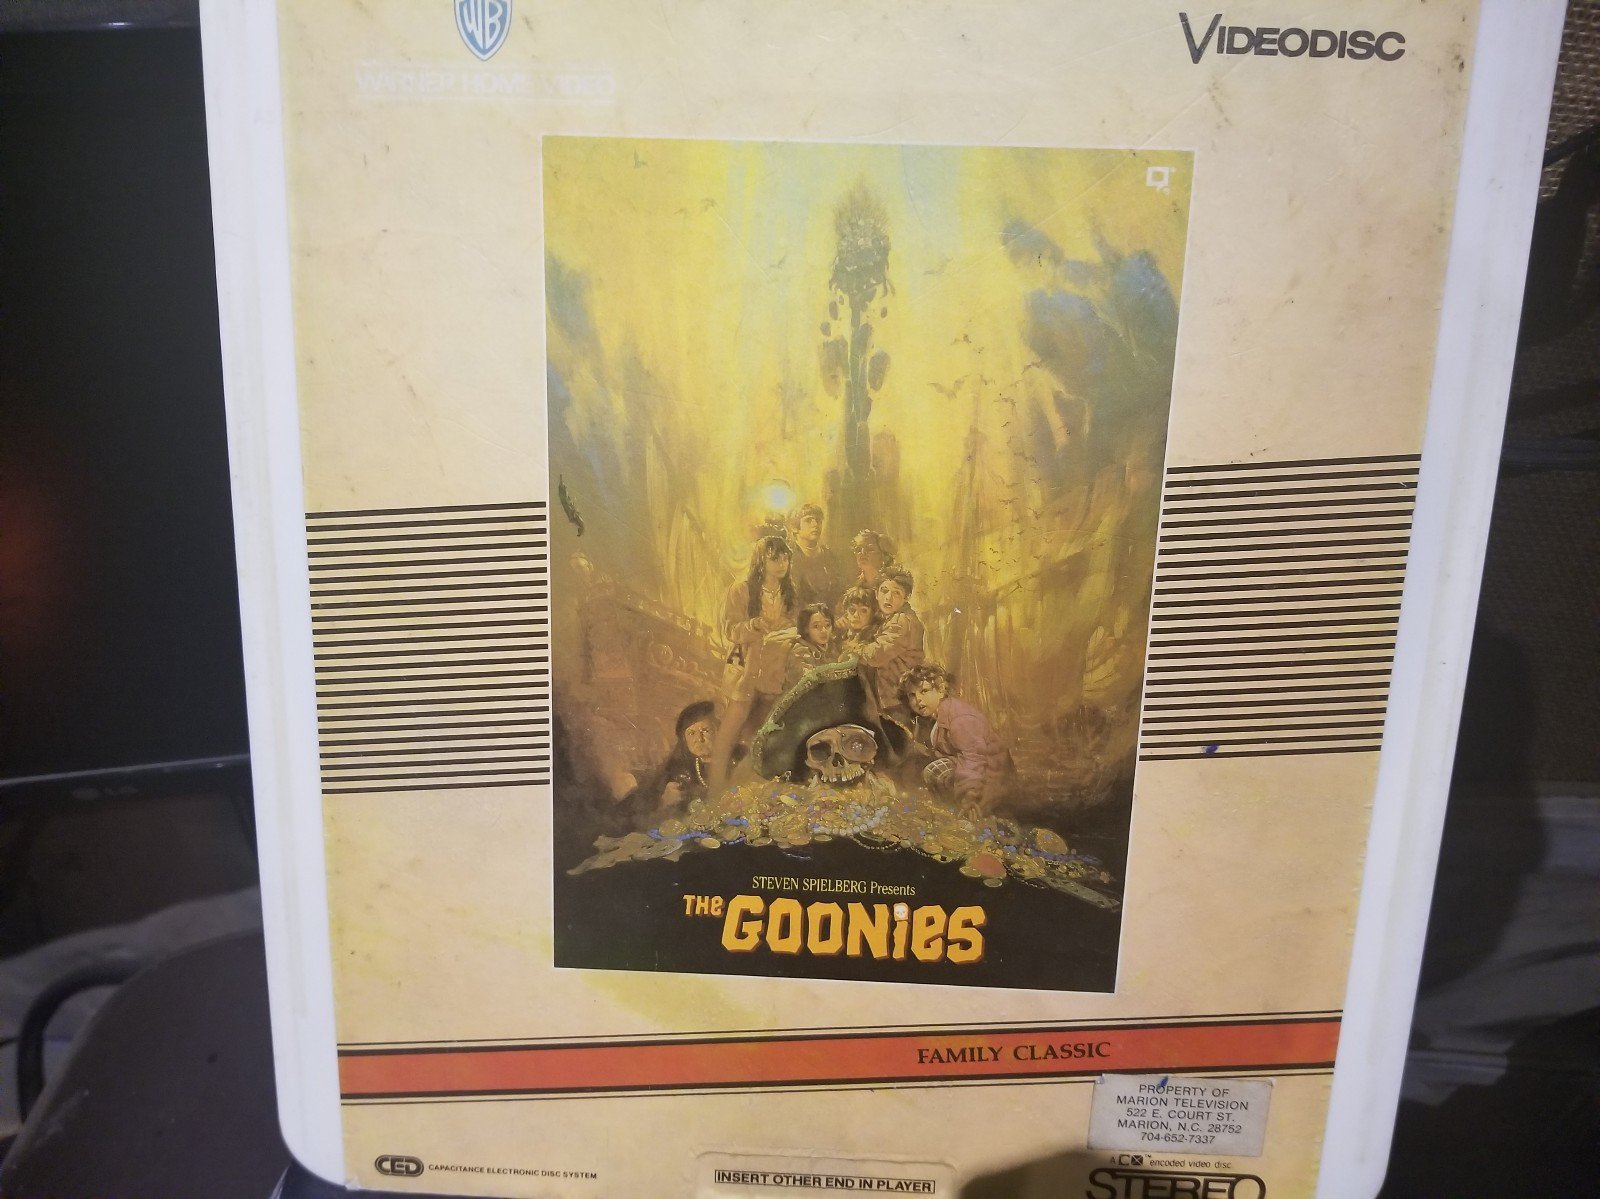 WB
VIDEODISC
WARNER HOME VIDEO
STEVEN SPIELBERG Presents
THE GOONIES
FAMILY CLASSIC
PROPERTY OF
MARION TELEVISION
522 E. COURT ST.
MARION, N.C. 28752
704-652-7337
CED CAPACITANCE ELECTRONIC DISC SYSTEM
INSERT OTHER END IN PLAYER
A CX™ encoded video disc.
STEREO